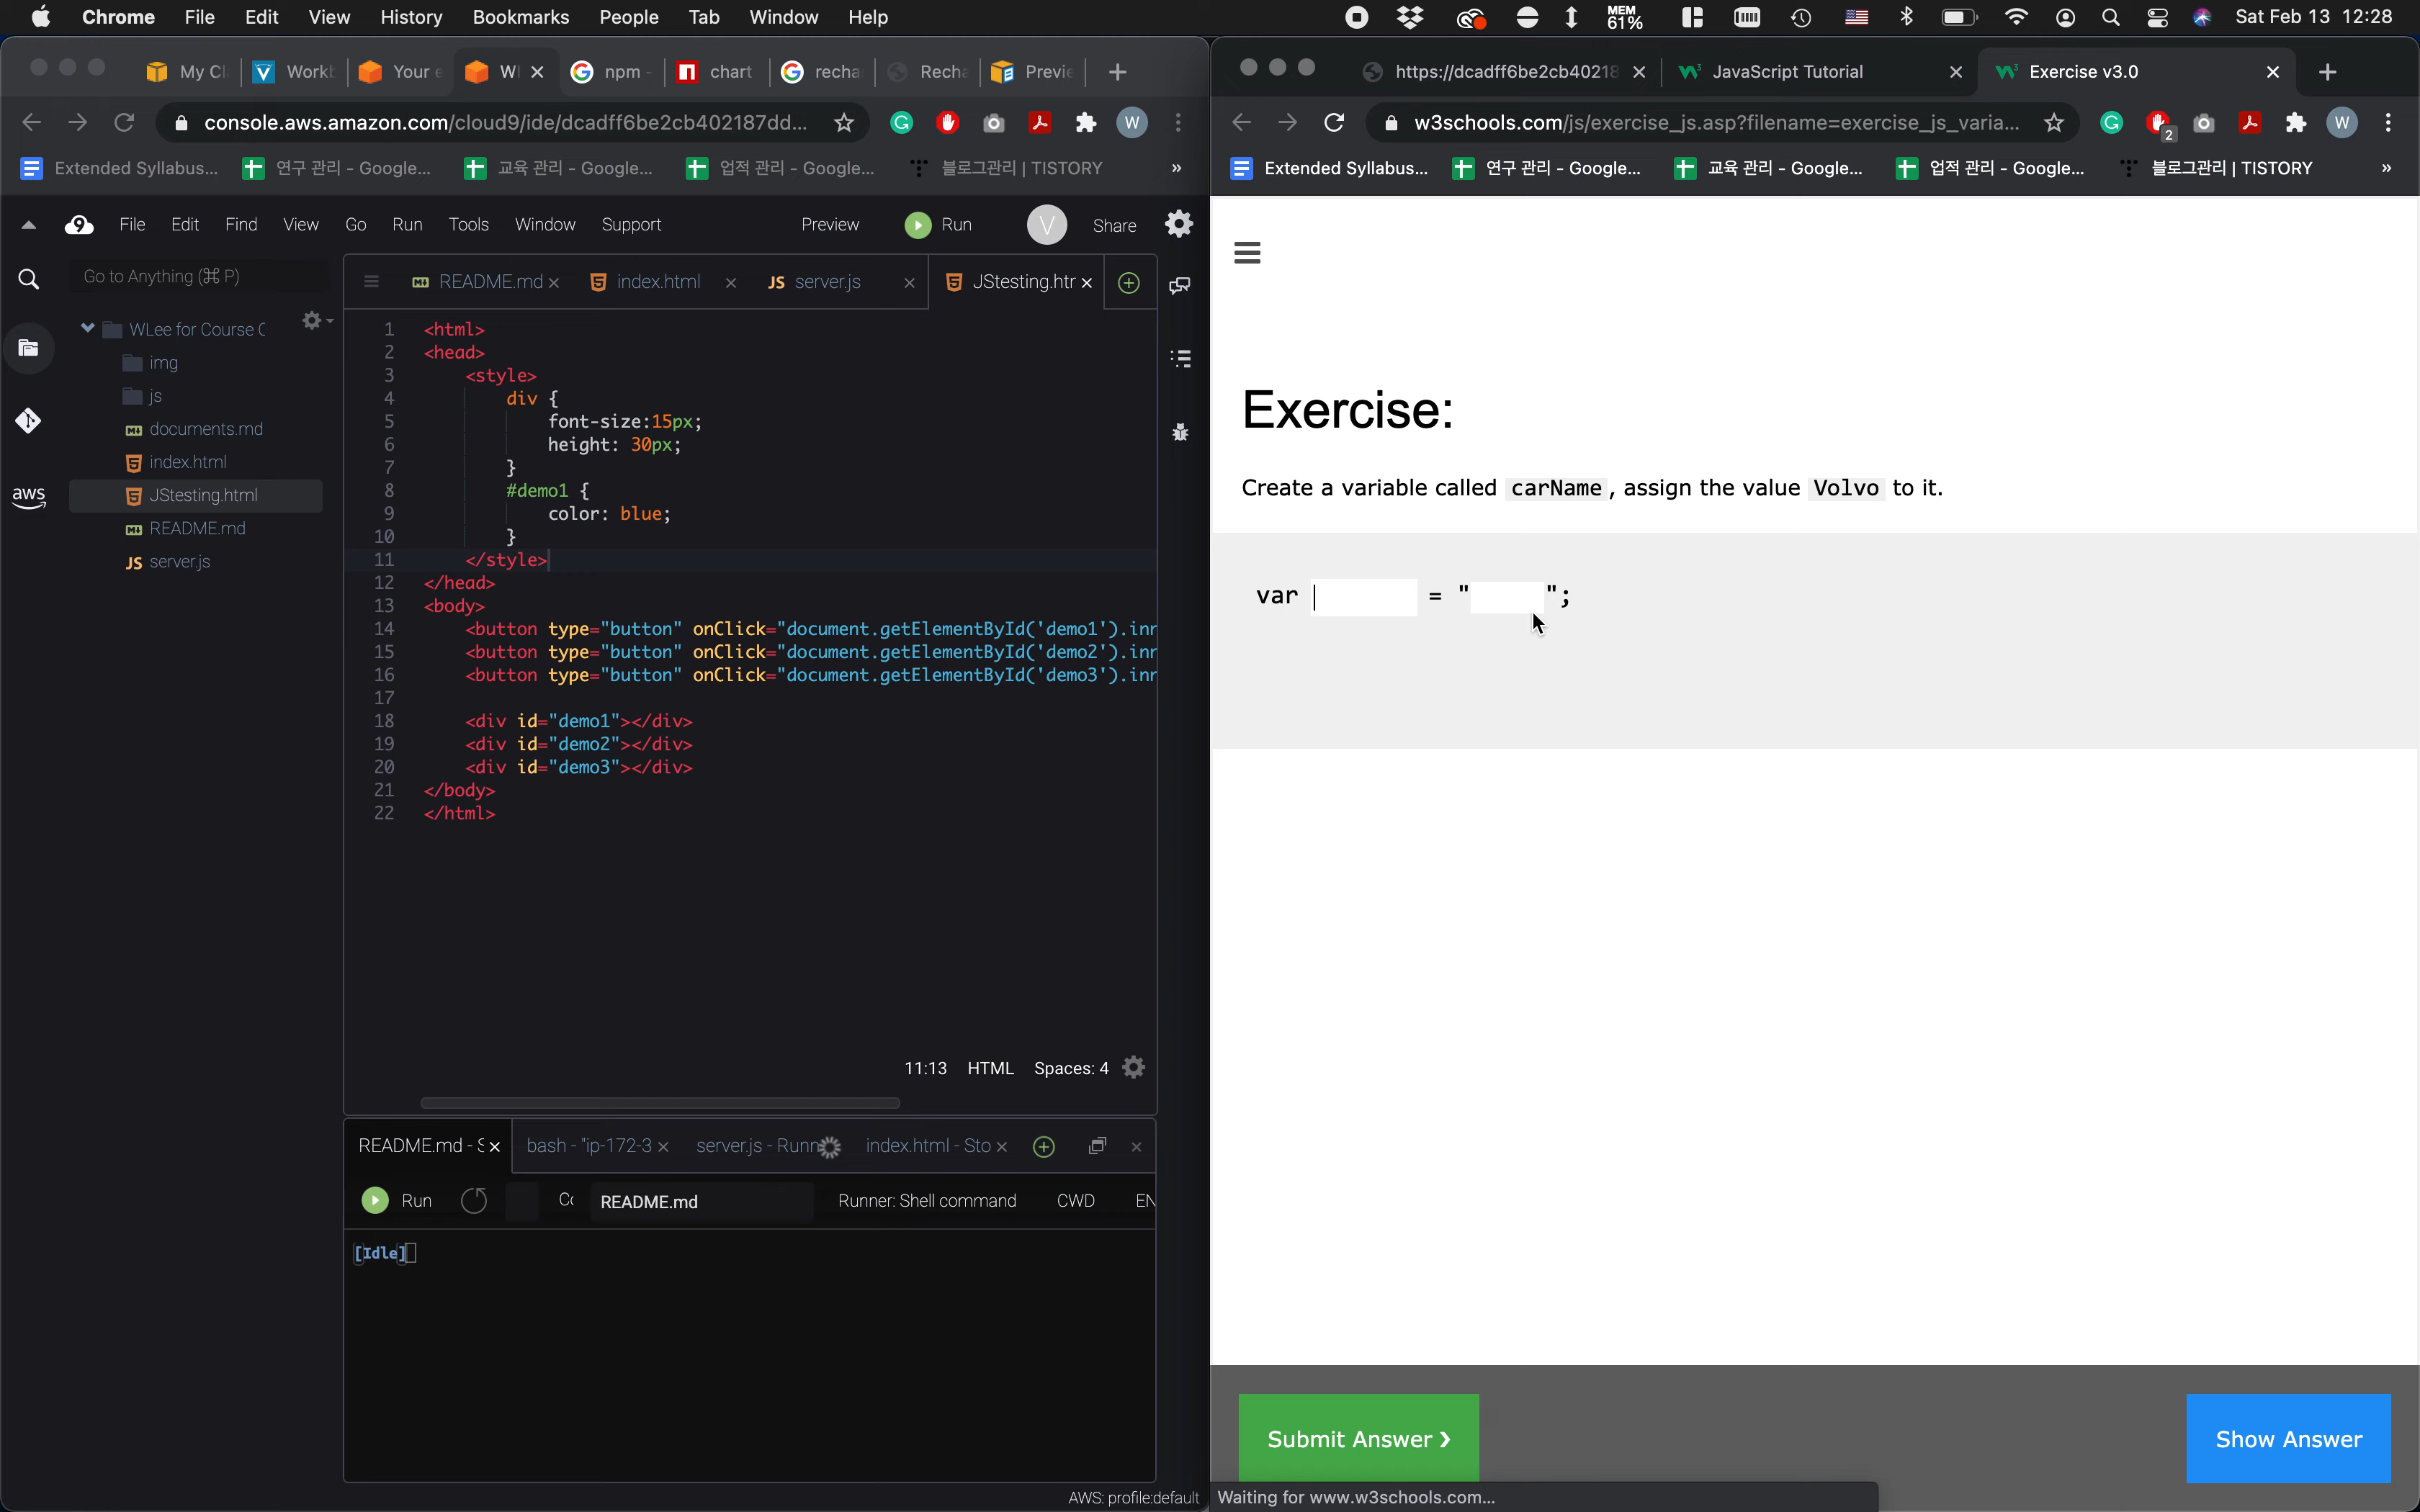 Chrome File Edit View History Bookmarks People Tab Window Help
MEM
61%
Sat Feb 13 12:28
My Cl
Workb
Your e
W
npm -
chart
recha
Recha
Previe
console.aws.amazon.com/cloud9/ide/dcadff6be2cb402187dd...
W
Extended Syllabus...
연구 관리 - Google...
교육 관리 - Google...
업적 관리 - Google...
블로그관리 | TISTORY
»
9
File Edit Find View Go Run Tools Window Support
Preview
Run
V
Share
Go to Anything (⌘ P)
WLee for Course C
img
js
documents.md
index.html
JStesting.html
README.md
JS server.js
aws
README.md
index.html
JS server.js
JStesting.htr
1 <html>
2 <head>
3 <style>
4 div {
5 font-size:15px;
6 height: 30px;
7 }
8 #demo1 {
9 color: blue;
10 }
11 </style>
12 </head>
13 <body>
14 <button type="button" onClick="document.getElementById('demo1').inr
15 <button type="button" onClick="document.getElementById('demo2').inr
16 <button type="button" onClick="document.getElementById('demo3').inr
17
18 <div id="demo1"></div>
19 <div id="demo2"></div>
20 <div id="demo3"></div>
21 </body>
22 </html>
11:13 HTML Spaces: 4
README.md - S
bash - "ip-172-3
server.js - Runn
index.html - Sto
Run
README.md
Runner: Shell command
CWD
EN
[Idle]
AWS: profile:default
https://dcadff6be2cb40218
JavaScript Tutorial
Exercise v3.0
w3schools.com/js/exercise_js.asp?filename=exercise_js_varia...
2
W
Extended Syllabus...
연구 관리 - Google...
교육 관리 - Google...
업적 관리 - Google...
블로그관리 | TISTORY
»
Exercise:
Create a variable called carName, assign the value Volvo to it.
var = "";
Submit Answer ❯
Show Answer
Waiting for www.w3schools.com...